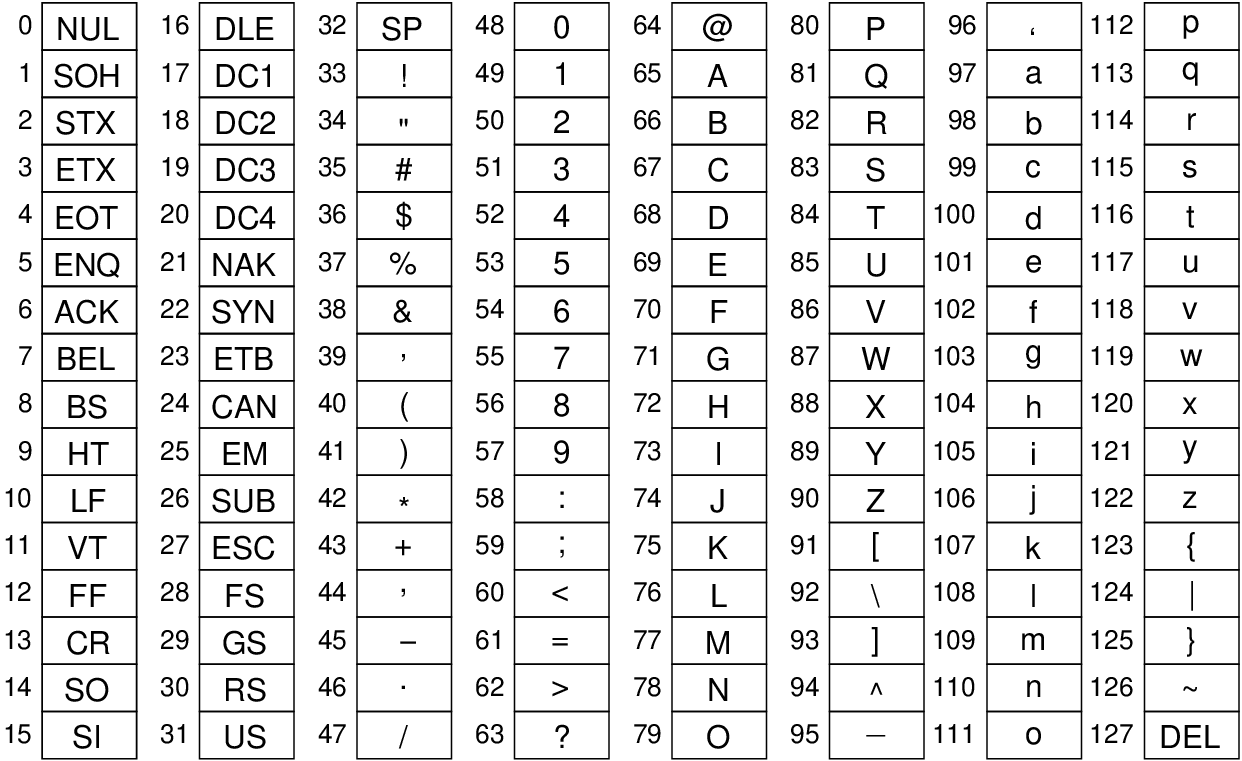 0 NUL 16 DLE 32 SP 48 0 64 @ 80 P 96 ‘ 112 p
1 SOH 17 DC1 33 ! 49 1 65 A 81 Q 97 a 113 q
2 STX 18 DC2 34 " 50 2 66 B 82 R 98 b 114 r
3 ETX 19 DC3 35 # 51 3 67 C 83 S 99 c 115 s
4 EOT 20 DC4 36 $ 52 4 68 D 84 T 100 d 116 t
5 ENQ 21 NAK 37 % 53 5 69 E 85 U 101 e 117 u
6 ACK 22 SYN 38 & 54 6 70 F 86 V 102 f 118 v
7 BEL 23 ETB 39 ’ 55 7 71 G 87 W 103 g 119 w
8 BS 24 CAN 40 ( 56 8 72 H 88 X 104 h 120 x
9 HT 25 EM 41 ) 57 9 73 I 89 Y 105 i 121 y
10 LF 26 SUB 42 * 58 : 74 J 90 Z 106 j 122 z
11 VT 27 ESC 43 + 59 ; 75 K 91 [ 107 k 123 {
12 FF 28 FS 44 , 60 < 76 L 92 \ 108 l 124 |
13 CR 29 GS 45 – 61 = 77 M 93 ] 109 m 125 }
14 SO 30 RS 46 . 62 > 78 N 94 ^ 110 n 126 ~
15 SI 31 US 47 / 63 ? 79 O 95 _ 111 o 127 DEL